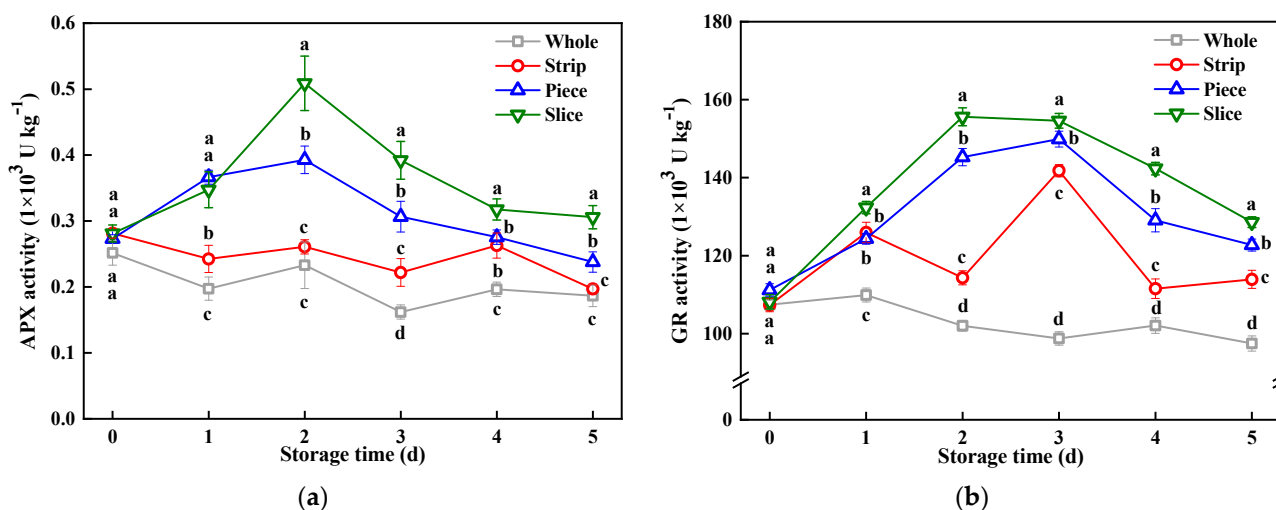 0.6
0.5
0.4
0.3
0.2
0.1
0.0
APX activity (1×10³ U kg⁻¹)
Whole
Strip
Piece
Slice
a
a
a
a
a
a
b
c
a
b
c
c
a
b
c
d
a
b
b
c
a
b
c
c
0 1 2 3 4 5
Storage time (d)
(a)
180
160
140
120
100
0
GR activity (1×10³ U kg⁻¹)
Whole
Strip
Piece
Slice
a
a
a
a
a
b
b
c
a
b
c
d
a
b
c
d
a
b
c
d
a
b
c
d
0 1 2 3 4 5
Storage time (d)
(b)